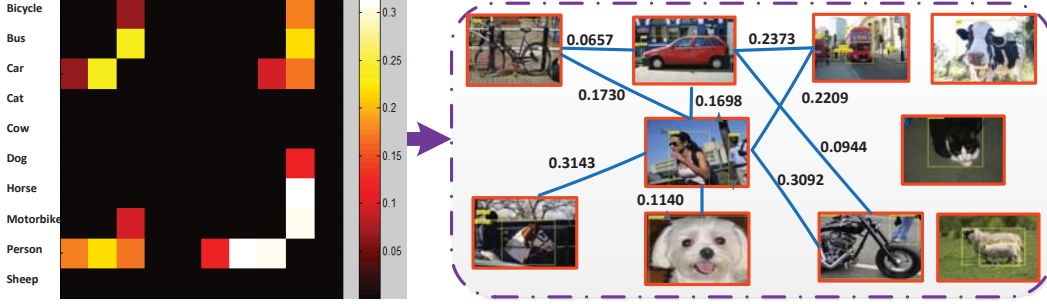 Bicycle
Bus
Car
Cat
Cow
Dog
Horse
Motorbike
Person
Sheep
0.3
0.25
0.2
0.15
0.1
0.05
0.0657
0.2373
0.1730
0.1698
0.2209
0.0944
0.3143
0.3092
0.1140